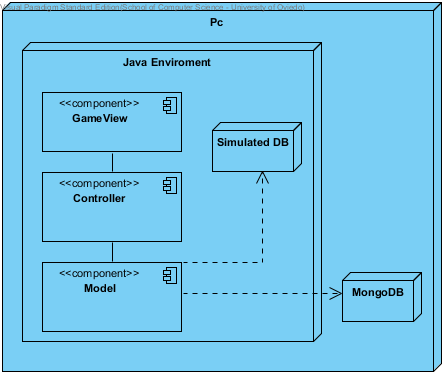 Visual Paradigm Standard Edition(School of Computer Science - University of Oviedo)
Pc
Java Enviroment
<<component>>
GameView
Simulated DB
<<component>>
Controller
<<component>>
Model
MongoDB